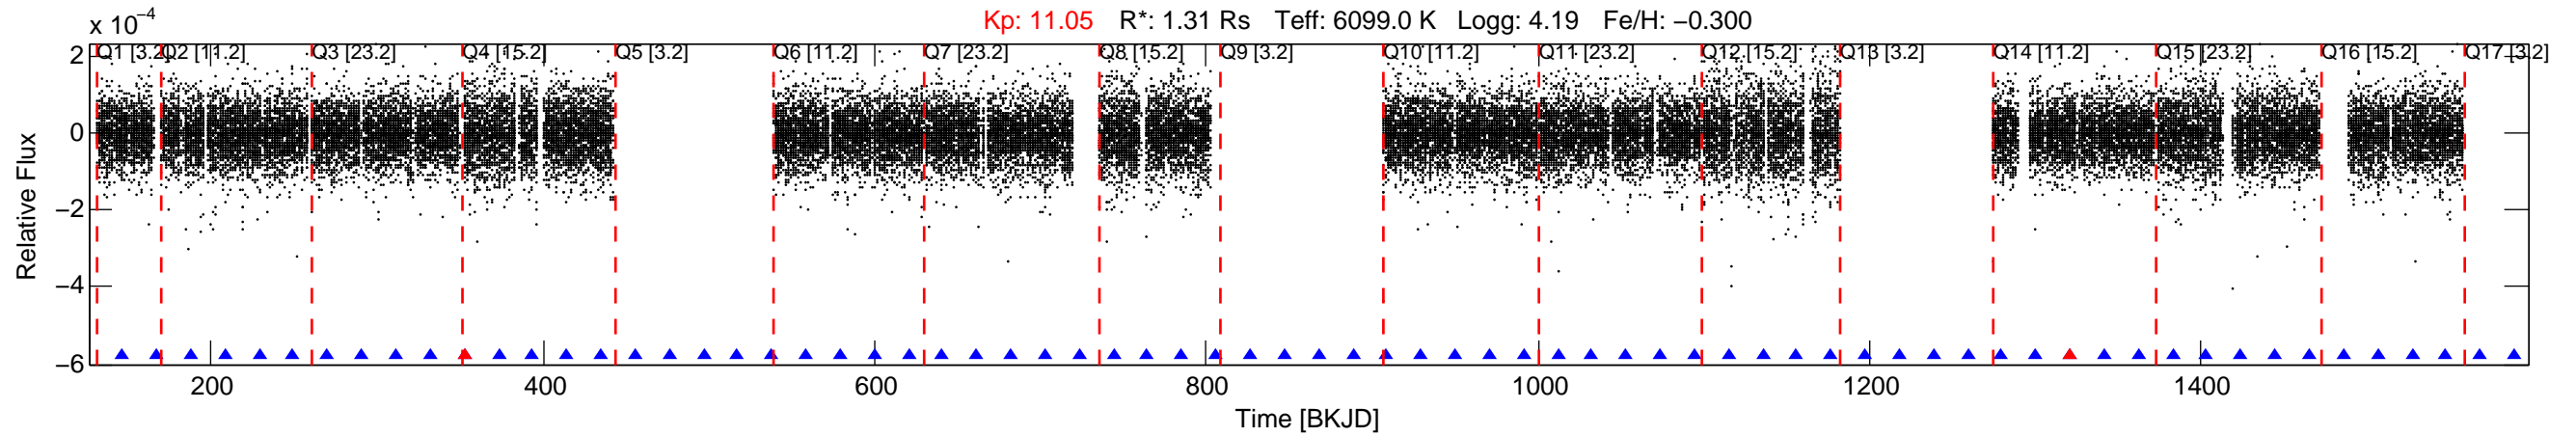 Kp: 11.05 R*: 1.31 Rs Teff: 6099.0 K Logg: 4.19 Fe/H: −0.300
x 10⁻⁴
Q1 [3.2] Q2 [11.2] Q3 [23.2] Q4 [15.2] Q5 [3.2] Q6 [11.2] Q7 [23.2] Q8 [15.2] Q9 [3.2] Q10 [11.2] Q11 [23.2] Q12 [15.2] Q13 [3.2] Q14 [11.2] Q15 [23.2] Q16 [15.2] Q17 [3.2]
2
0
−2
−4
−6
Relative Flux
200 400 600 800 1000 1200 1400
Time [BKJD]